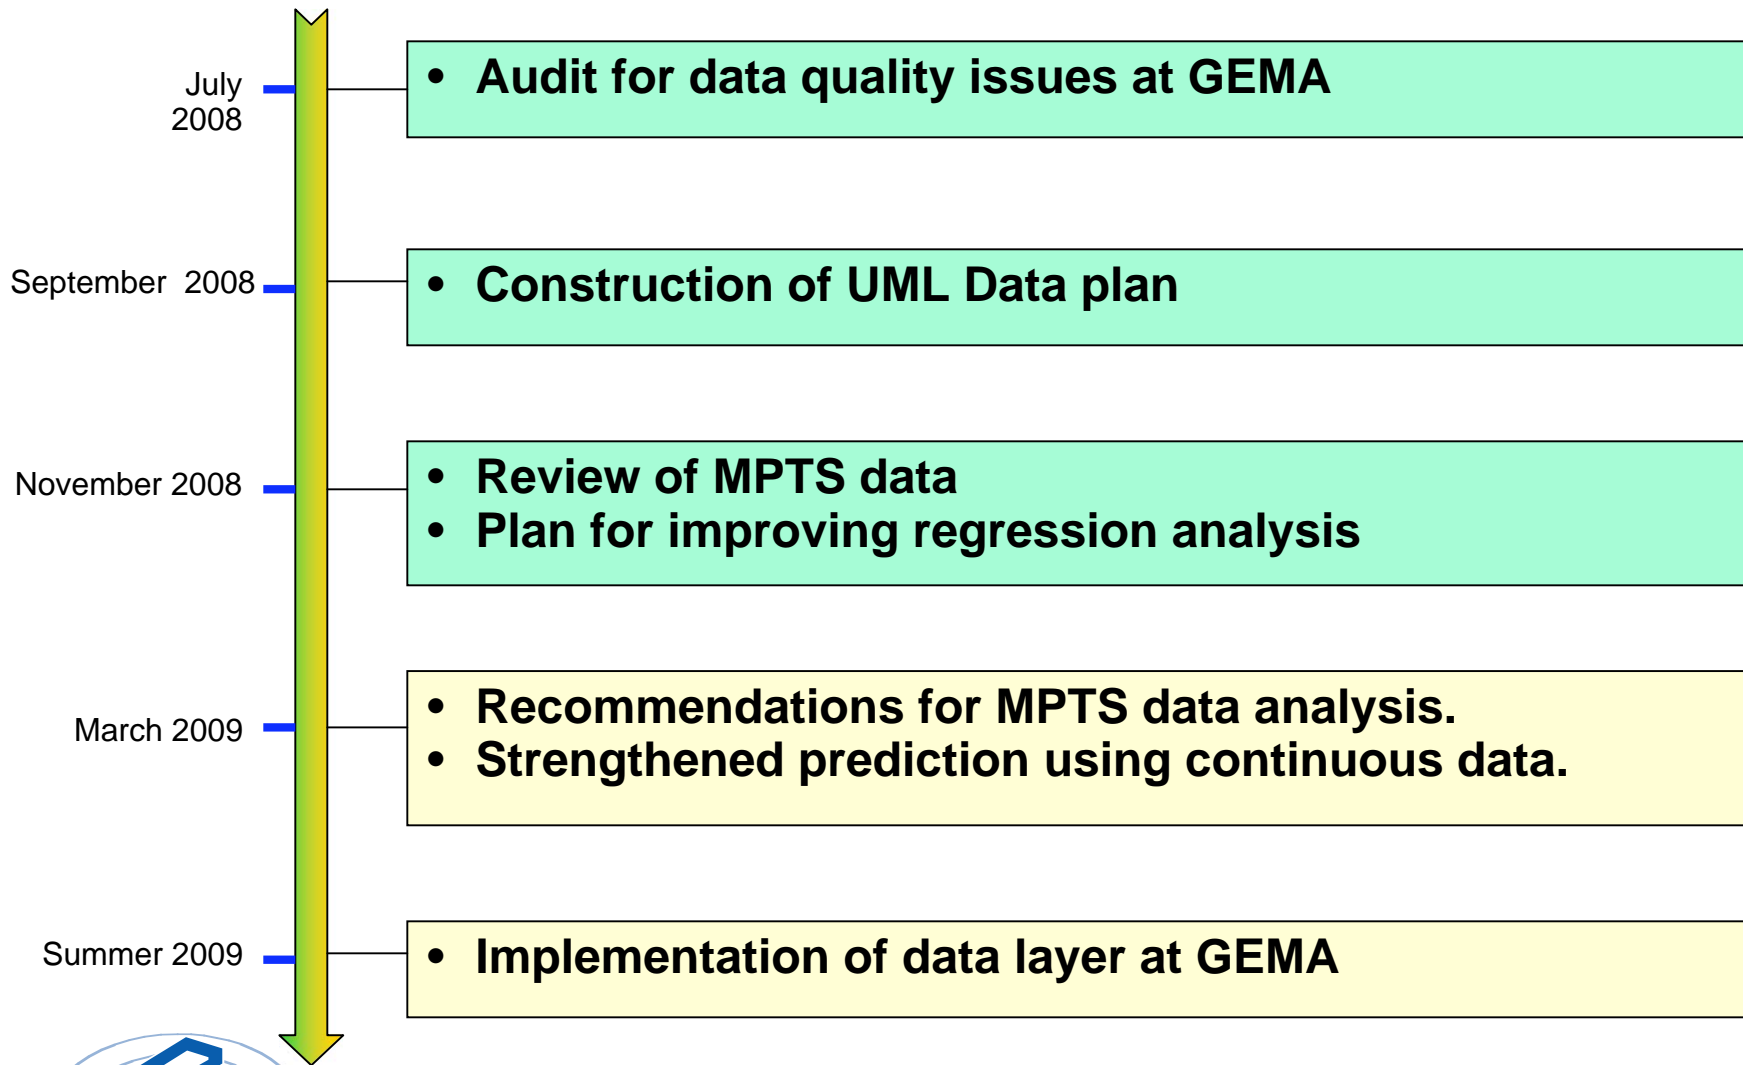 July
2008
• Audit for data quality issues at GEMA
September 2008
• Construction of UML Data plan
November 2008
• Review of MPTS data
• Plan for improving regression analysis
March 2009
• Recommendations for MPTS data analysis.
• Strengthened prediction using continuous data.
Summer 2009
• Implementation of data layer at GEMA